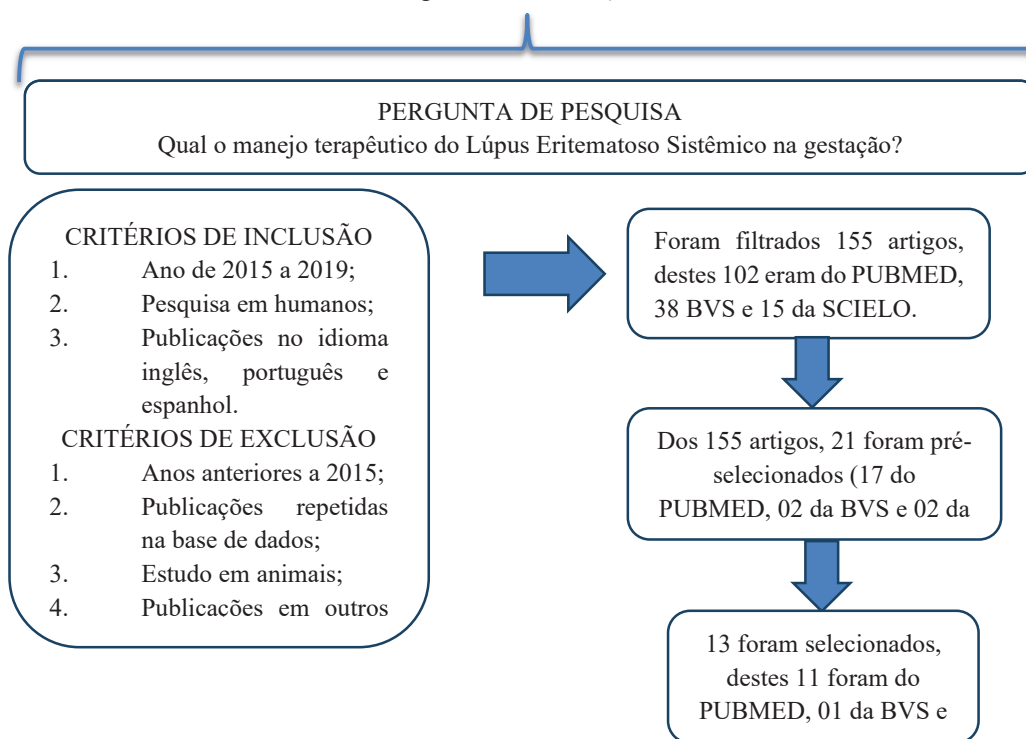 PERGUNTA DE PESQUISA
Qual o manejo terapêutico do Lúpus Eritematoso Sistêmico na gestação?
CRITÉRIOS DE INCLUSÃO
1. Ano de 2015 a 2019;
2. Pesquisa em humanos;
3. Publicações no idioma
inglês, português e
espanhol.
CRITÉRIOS DE EXCLUSÃO
1. Anos anteriores a 2015;
2. Publicações repetidas
na base de dados;
3. Estudo em animais;
4. Publicações em outros
Foram filtrados 155 artigos,
destes 102 eram do PUBMED,
38 BVS e 15 da SCIELO.
Dos 155 artigos, 21 foram pré-
selecionados (17 do
PUBMED, 02 da BVS e 02 da
13 foram selecionados,
destes 11 foram do
PUBMED, 01 da BVS e